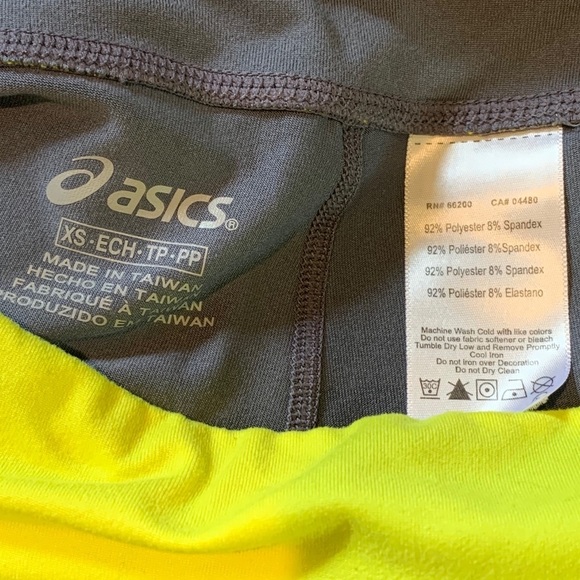 asics®
XS·ECH·TP·PP
MADE IN TAIWAN
HECHO EN TAIWAN
FABRIQUÉ À TAIWAN
PRODUZIDO EN TAIWAN
RN# 66200 CA# 04480
92% Polyester 8% Spandex
92% Poliéster 8%Spandex
92% Polyester 8% Spandex
92% Poliéster 8% Elastano
Machine Wash Cold with like colors
Do not use fabric softener or bleach
Tumble Dry Low and Remove Promptly
Cool Iron
Do not Iron over Decoration
Do not Dry Clean
30C